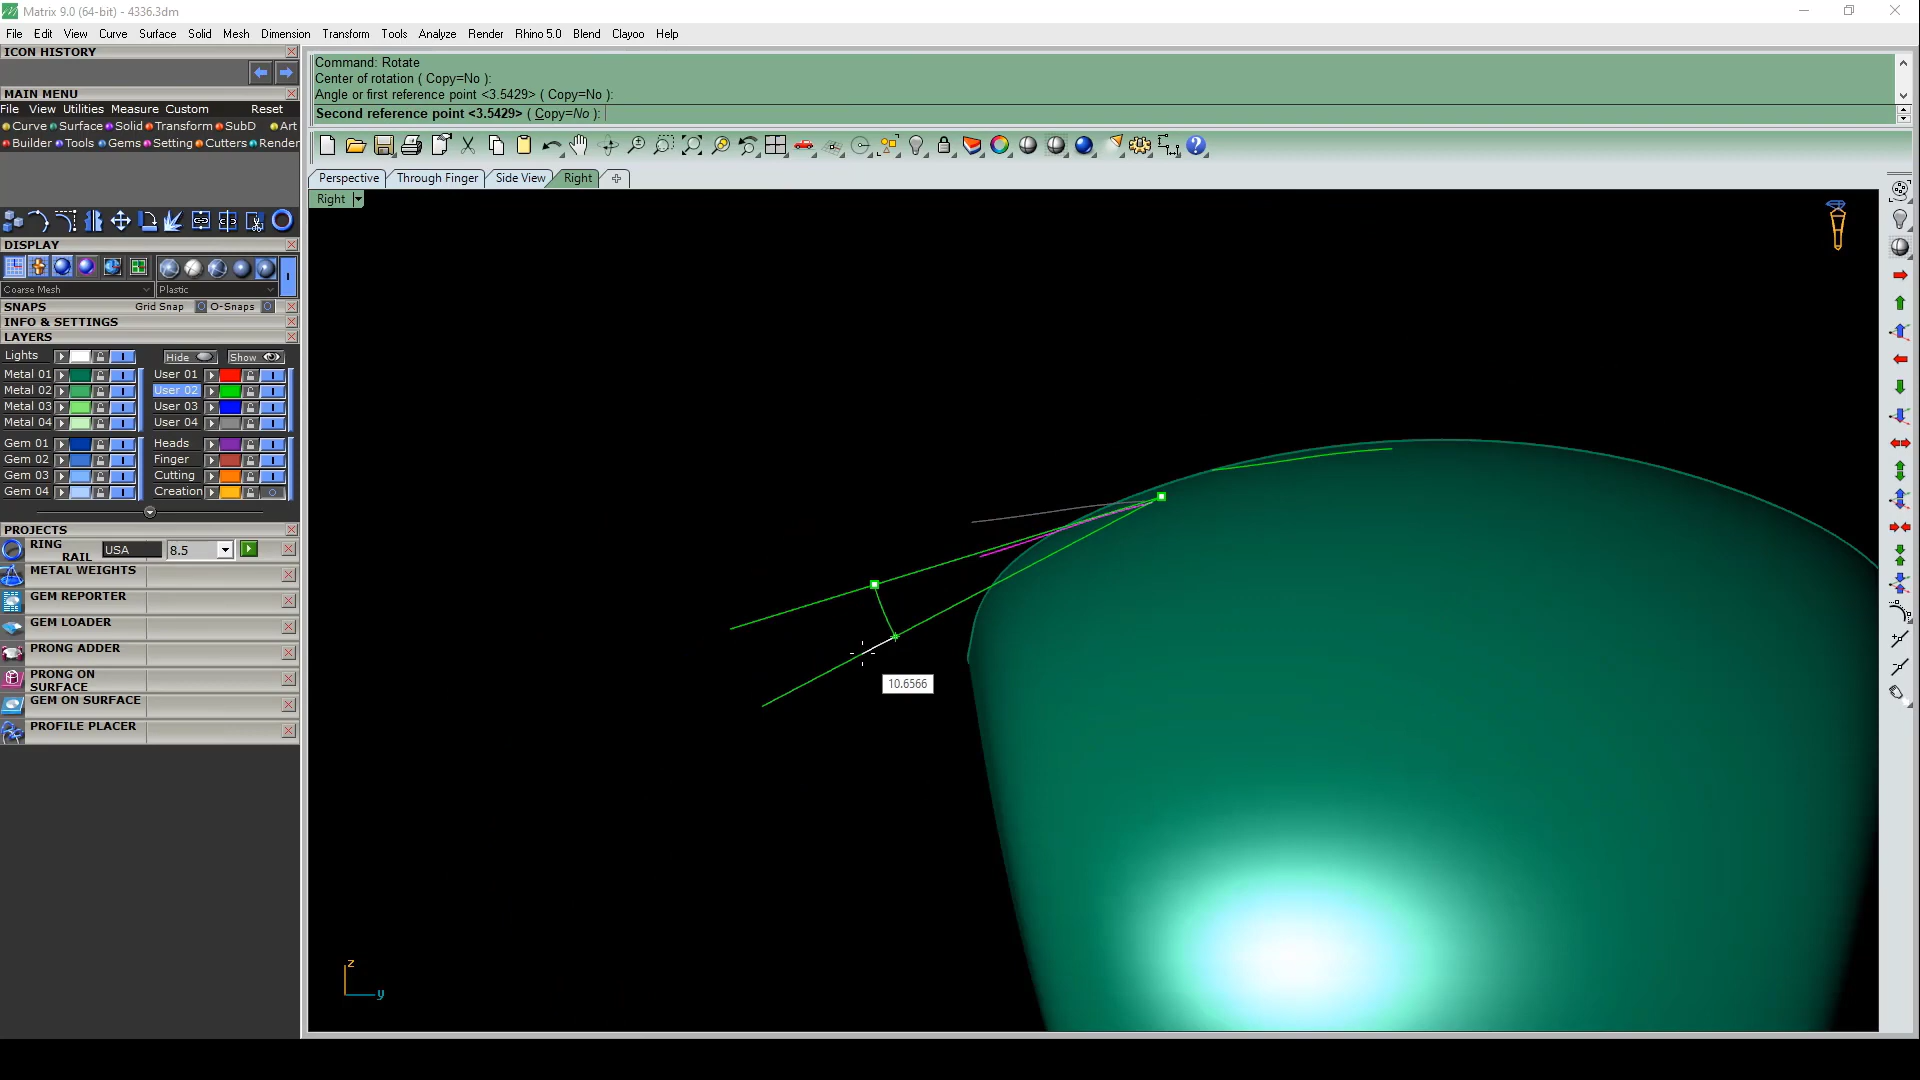 Matrix 9.0 (64-bit) - 4336.3dm
File Edit View Curve Surface Solid Mesh Dimension Transform Tools Analyze Render Rhino 5.0 Blend Clayoo Help
ICON HISTORY
MAIN MENU
File View Utilities Measure Custom Reset
Curve Surface Solid Transform SubD Art
Builder Tools Gems Setting Cutters Render
DISPLAY
Coarse Mesh Plastic
SNAPS Grid Snap O-Snaps
INFO & SETTINGS
LAYERS
Lights Hide Show
Metal 01 User 01
Metal 02 User 02
Metal 03 User 03
Metal 04 User 04
Gem 01 Heads
Gem 02 Finger
Gem 03 Cutting
Gem 04 Creation
PROJECTS
RING RAIL USA 8.5
METAL WEIGHTS
GEM REPORTER
GEM LOADER
PRONG ADDER
PRONG ON
SURFACE
GEM ON SURFACE
PROFILE PLACER
Command: Rotate
Center of rotation ( Copy=No ):
Angle or first reference point <3.5429> ( Copy=No ):
Second reference point <3.5429> ( Copy=No ):
Perspective Through Finger Side View Right
Right
10.6566
z
y